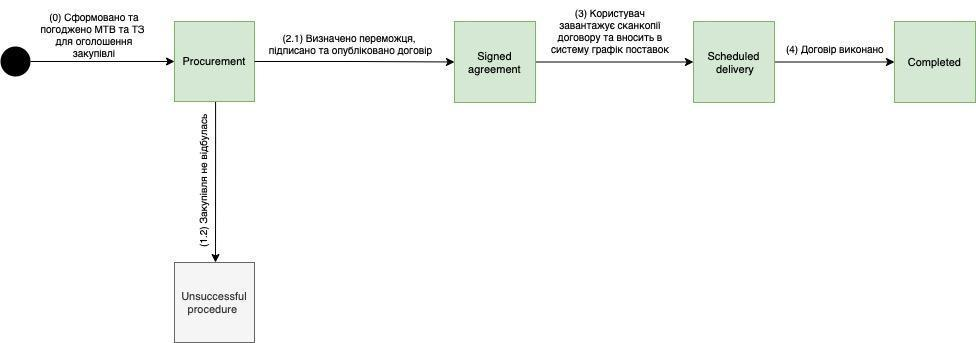 (0) Сформовано та
погоджено МТВ та ТЗ
для оголошення
закупівлі
Procurement
(2.1) Визначено переможця,
підписано та опубліковано договір
Signed
agreement
(3) Користувач
завантажує сканкопії
договору та вносить в
систему графік поставок
Scheduled
delivery
(4) Договір виконано
Completed
(1.2) Закупівля не відбулась
Unsuccessful
procedure